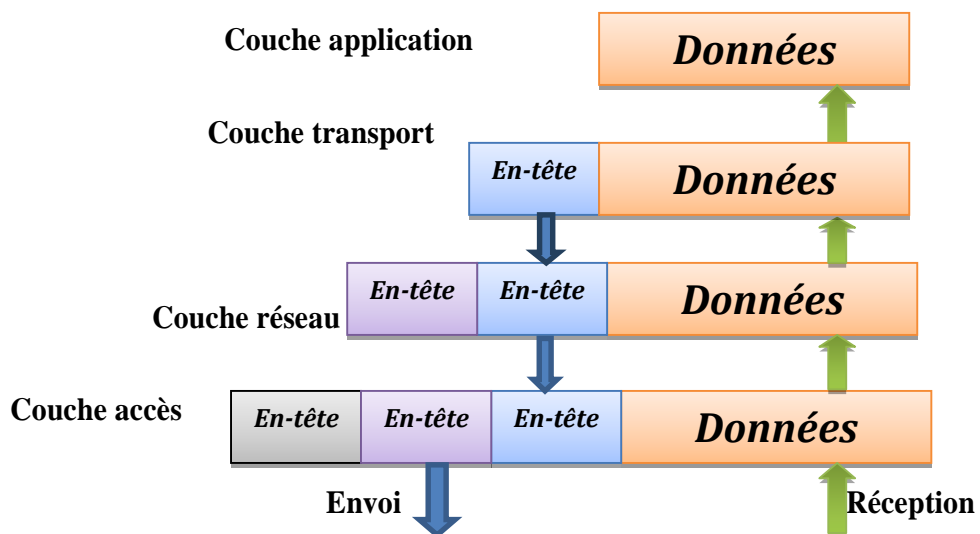 Couche application
Données
Couche transport
En-tête Données
En-tête En-tête Données
Couche réseau
Couche accès
En-tête En-tête En-tête Données
Envoi Réception